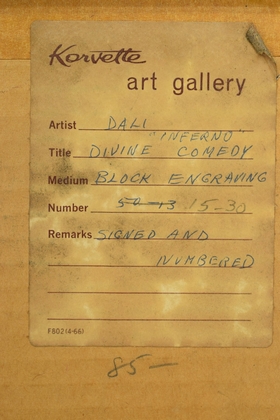 Korvette
art gallery
Artist DALI
"INFERNO"
Title DIVINE COMEDY
Medium BLOCK ENGRAVING
Number 50-13 15-30
Remarks SIGNED AND
NUMBERED
F802(4-66)
85—